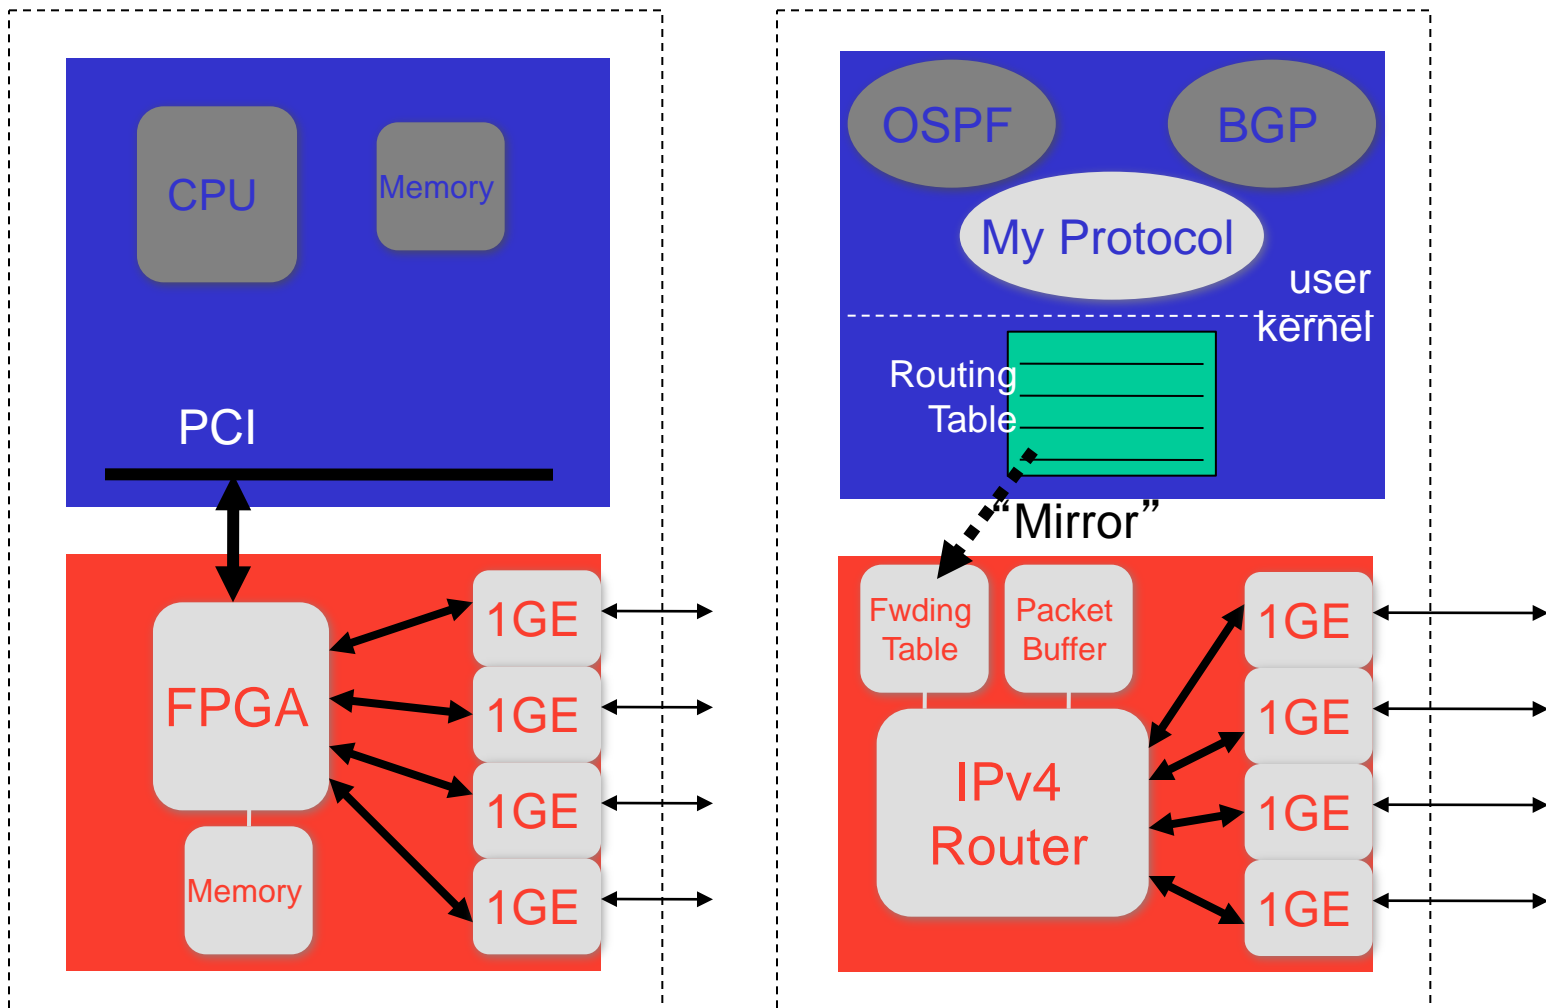 CPU
Memory
PCI
FPGA
Memory
1GE
1GE
1GE
1GE
OSPF
BGP
My Protocol
user
kernel
Routing
Table
“Mirror”
Fwding
Table
Packet
Buffer
IPv4
Router
1GE
1GE
1GE
1GE